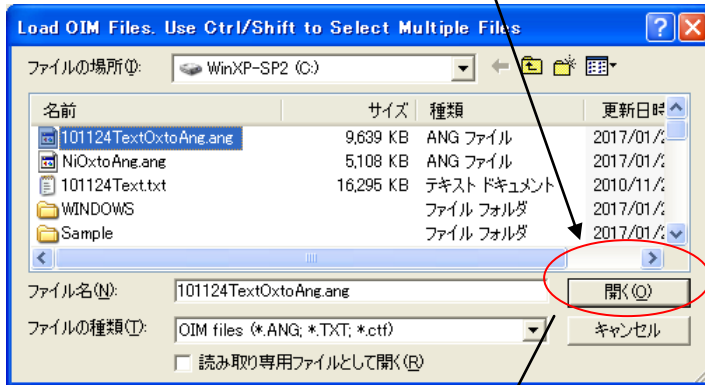 Load OIM Files. Use Ctrl/Shift to Select Multiple Files
ファイルの場所(I): WinXP-SP2 (C:)
名前 サイズ 種類 更新日時
101124TextOxtoAng.ang 9,639 KB ANG ファイル 2017/01/2
NiOxtoAng.ang 5,108 KB ANG ファイル 2017/01/2
101124Text.txt 16,295 KB テキスト ドキュメント 2010/11/2
WINDOWS ファイル フォルダ 2017/01/2
Sample ファイル フォルダ 2017/01/2
ファイル名(N): 101124TextOxtoAng.ang 開く(O)
ファイルの種類(T): OIM files (*.ANG; *.TXT; *.ctf) キャンセル
読み取り専用ファイルとして開く(R)